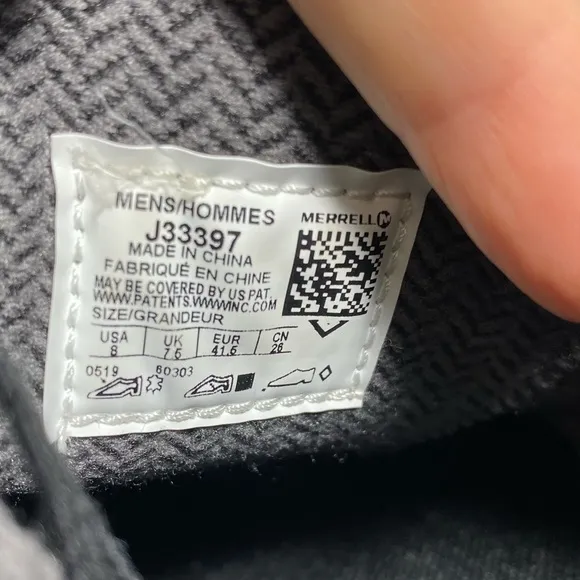 MENS/HOMMES
MERRELL
J33397
MADE IN CHINA
FABRIQUÉ EN CHINE
MAY BE COVERED BY US PAT.
WWW.PATENTS.WWWINC.COM
SIZE/GRANDEUR
USA UK EUR CN
8 7.5 41.5 26
0519 60303